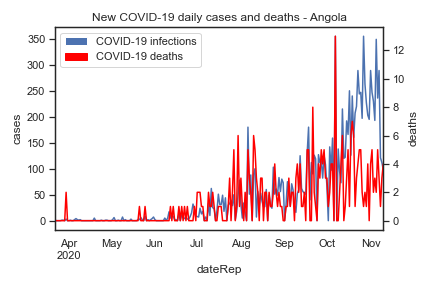 New COVID-19 daily cases and deaths - Angola
COVID-19 infections
COVID-19 deaths
350
300
250
200
150
100
50
0
cases
12
10
8
6
4
2
0
deaths
Apr May Jun Jul Aug Sep Oct Nov
2020
dateRep